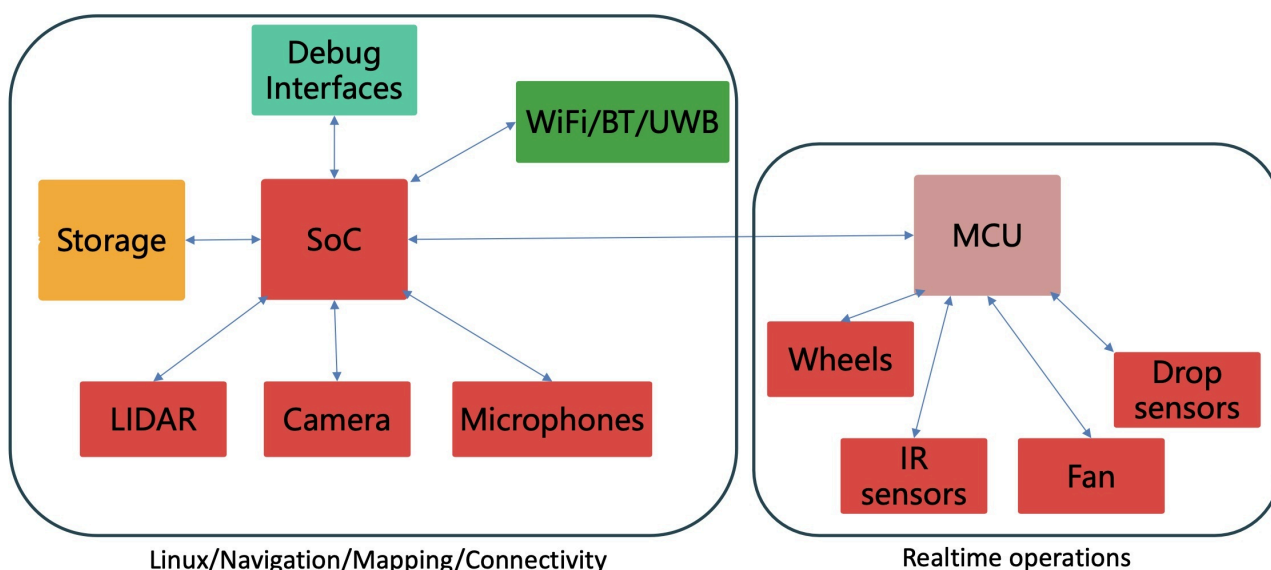 Debug
Interfaces
WiFi/BT/UWB
Storage
SoC
MCU
LIDAR
Camera
Microphones
Wheels
Drop
sensors
IR
sensors
Fan
Linux/Navigation/Mapping/Connectivity
Realtime operations